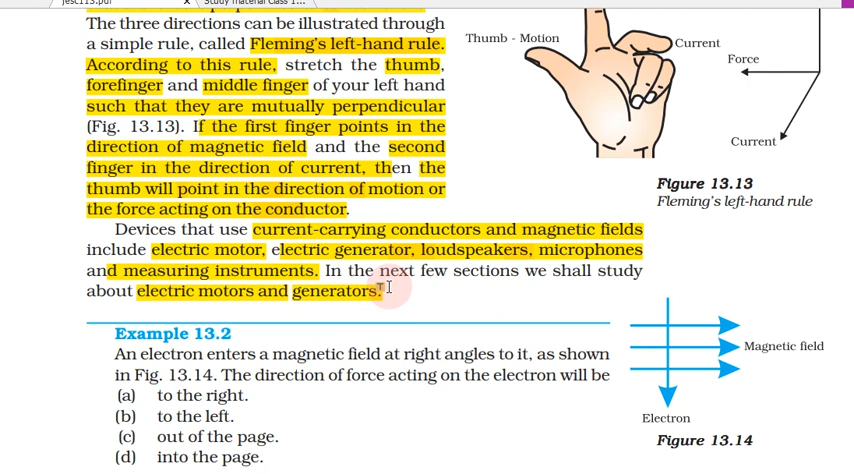 jesc113.pdf
Study material Class 1...
The three directions can be illustrated through
a simple rule, called Fleming's left-hand rule.
According to this rule, stretch the thumb,
forefinger and middle finger of your left hand
such that they are mutually perpendicular
(Fig. 13.13). If the first finger points in the
direction of magnetic field and the second
finger in the direction of current, then the
thumb will point in the direction of motion or
the force acting on the conductor.
Thumb - Motion
Current
Force
Current
Figure 13.13
Fleming's left-hand rule
Devices that use current-carrying conductors and magnetic fields
include electric motor, electric generator, loudspeakers, microphones
and measuring instruments. In the next few sections we shall study
about electric motors and generators.
Example 13.2
An electron enters a magnetic field at right angles to it, as shown
in Fig. 13.14. The direction of force acting on the electron will be
(a) to the right.
(b) to the left.
(c) out of the page.
(d) into the page.
Magnetic field
Electron
Figure 13.14